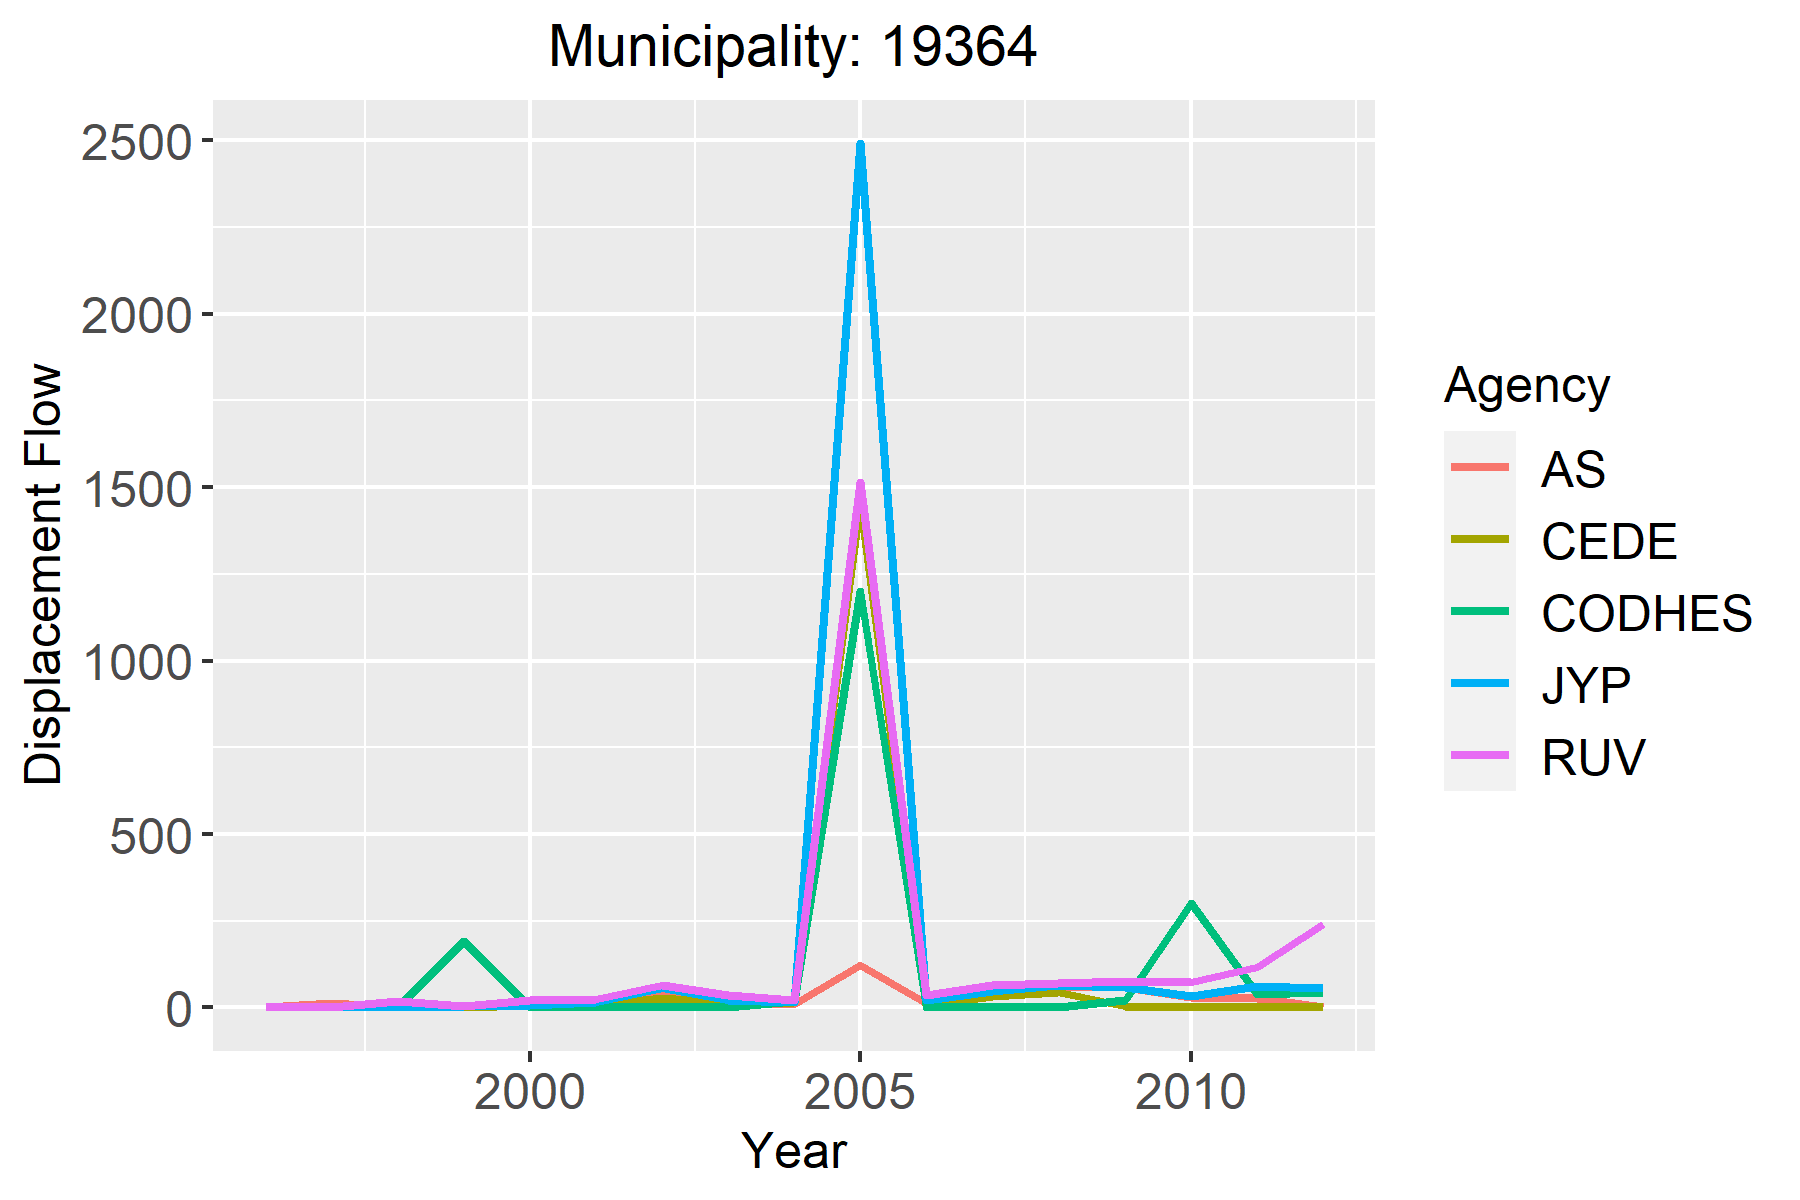 Municipality: 19364
2500
2000
1500
1000
500
0
Displacement Flow
2000
2005
2010
Year
Agency
AS
CEDE
CODHES
JYP
RUV